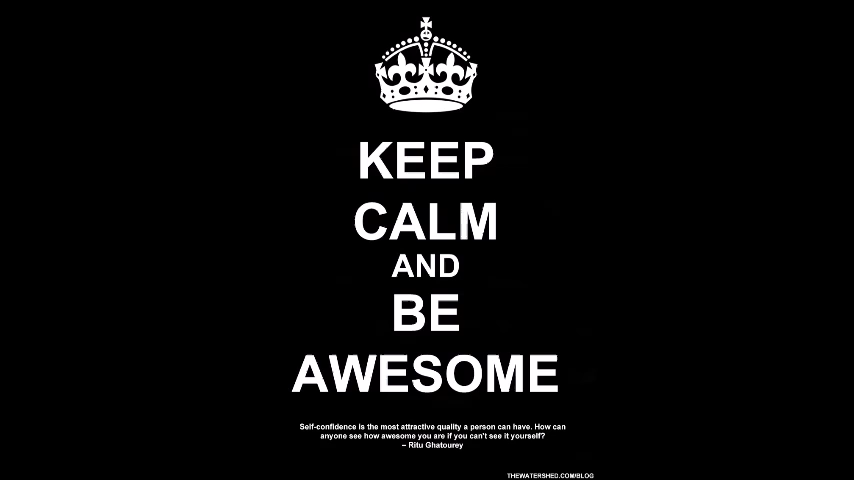 KEEP
CALM
AND
BE
AWESOME
Self-confidence is the most attractive quality a person can have. How can
anyone see how awesome you are if you can't see it yourself?
– Ritu Ghatourey
THEWATERSHED.COM/BLOG